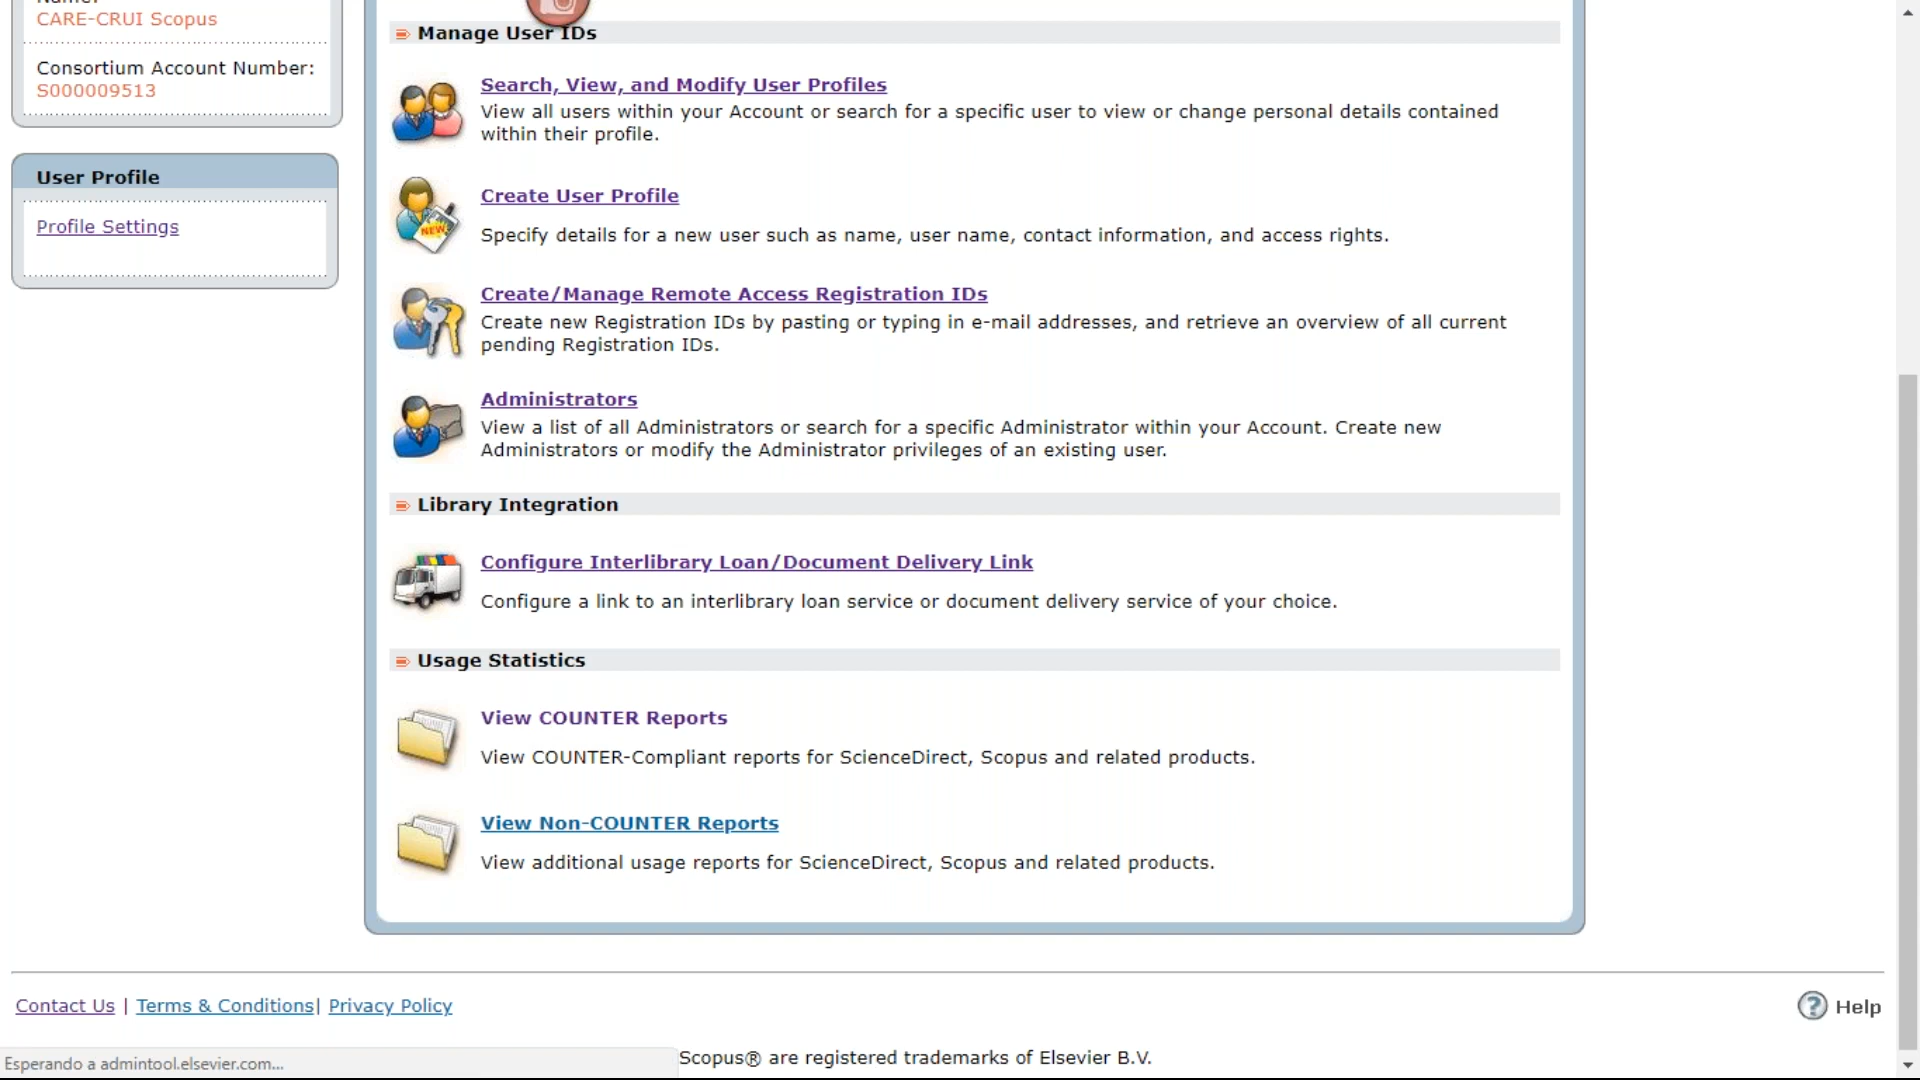 CARE-CRUI Scopus
Consortium Account Number:
S000009513
User Profile
Profile Settings
Manage User IDs
Search, View, and Modify User Profiles
View all users within your Account or search for a specific user to view or change personal details contained
within their profile.
NEW
Create User Profile
Specify details for a new user such as name, user name, contact information, and access rights.
Create/Manage Remote Access Registration IDs
Create new Registration IDs by pasting or typing in e-mail addresses, and retrieve an overview of all current
pending Registration IDs.
Administrators
View a list of all Administrators or search for a specific Administrator within your Account. Create new
Administrators or modify the Administrator privileges of an existing user.
Library Integration
Configure Interlibrary Loan/Document Delivery Link
Configure a link to an interlibrary loan service or document delivery service of your choice.
Usage Statistics
View COUNTER Reports
View COUNTER-Compliant reports for ScienceDirect, Scopus and related products.
View Non-COUNTER Reports
View additional usage reports for ScienceDirect, Scopus and related products.
Contact Us | Terms & Conditions| Privacy Policy
? Help
Scopus® are registered trademarks of Elsevier B.V.
Esperando a admintool.elsevier.com...